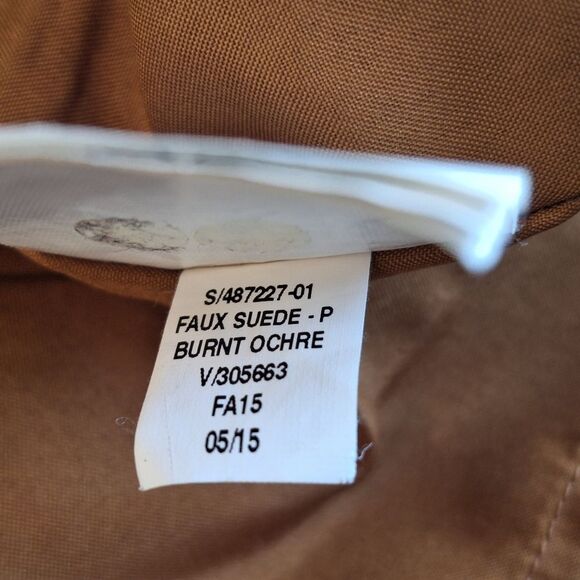 S/487227-01
FAUX SUEDE - P
BURNT OCHRE
V/305663
FA15
05/15